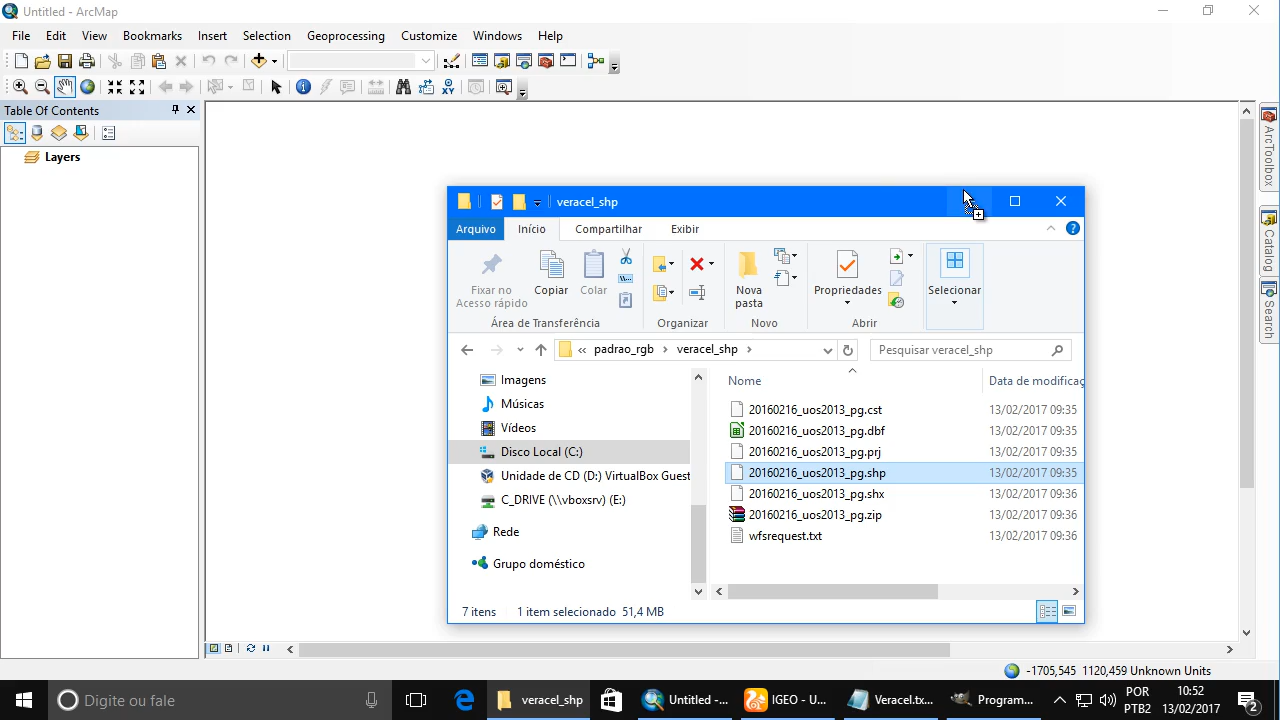 Untitled - ArcMap
File Edit View Bookmarks Insert Selection Geoprocessing Customize Windows Help
Table Of Contents
Layers
ArcToolbox
Catalog
Search
veracel_shp
Arquivo Início Compartilhar Exibir
Fixar no Acesso rápido
Copiar
Colar
Nova pasta
Propriedades
Selecionar
Área de Transferência Organizar Novo Abrir
« padrao_rgb > veracel_shp >
Pesquisar veracel_shp
Imagens
Músicas
Vídeos
Disco Local (C:)
Unidade de CD (D:) VirtualBox Guest
C_DRIVE (\\vboxsrv) (E:)
Rede
Grupo doméstico
Nome Data de modificaç
20160216_uos2013_pg.cst 13/02/2017 09:35
20160216_uos2013_pg.dbf 13/02/2017 09:35
20160216_uos2013_pg.prj 13/02/2017 09:35
20160216_uos2013_pg.shp 13/02/2017 09:35
20160216_uos2013_pg.shx 13/02/2017 09:36
20160216_uos2013_pg.zip 13/02/2017 09:36
wfsrequest.txt 13/02/2017 09:36
7 itens 1 item selecionado 51,4 MB
-1705,545 1120,459 Unknown Units
Digite ou fale
veracel_shp
Untitled -...
IGEO - U...
Veracel.tx...
Program...
POR
PTB2
10:52
13/02/2017
2